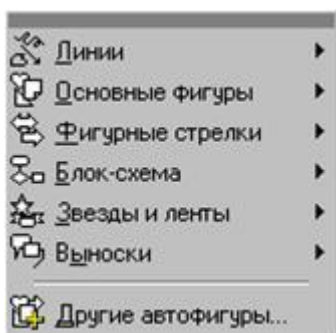 Линии
Основные фигуры
Фигурные стрелки
Блок-схема
Звезды и ленты
Выноски
Другие автофигуры...